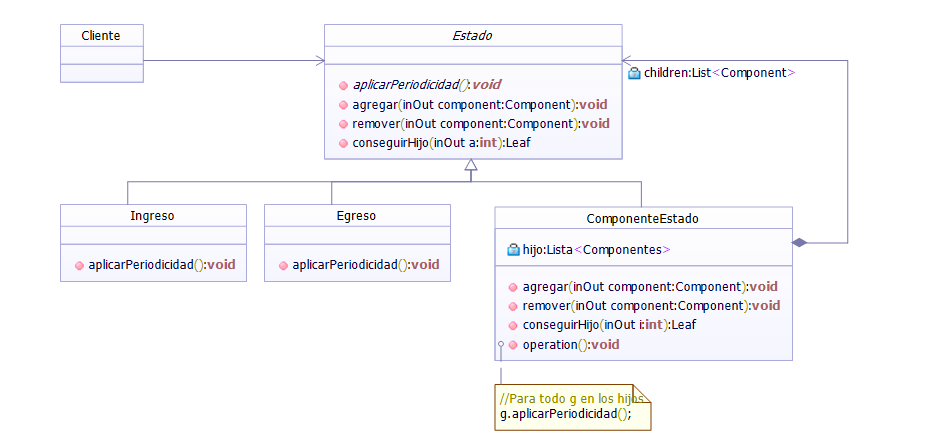 Cliente
Estado
aplicarPeriodicidad():void
agregar(inOut component:Component):void
remover(inOut component:Component):void
conseguirHijo(inOut a:int):Leaf
children:List<Component>
Ingreso
aplicarPeriodicidad():void
Egreso
aplicarPeriodicidad():void
ComponenteEstado
hijo:Lista<Componentes>
agregar(inOut component:Component):void
remover(inOut component:Component):void
conseguirHijo(inOut i:int):Leaf
operation():void
//Para todo g en los hijos
g.aplicarPeriodicidad();